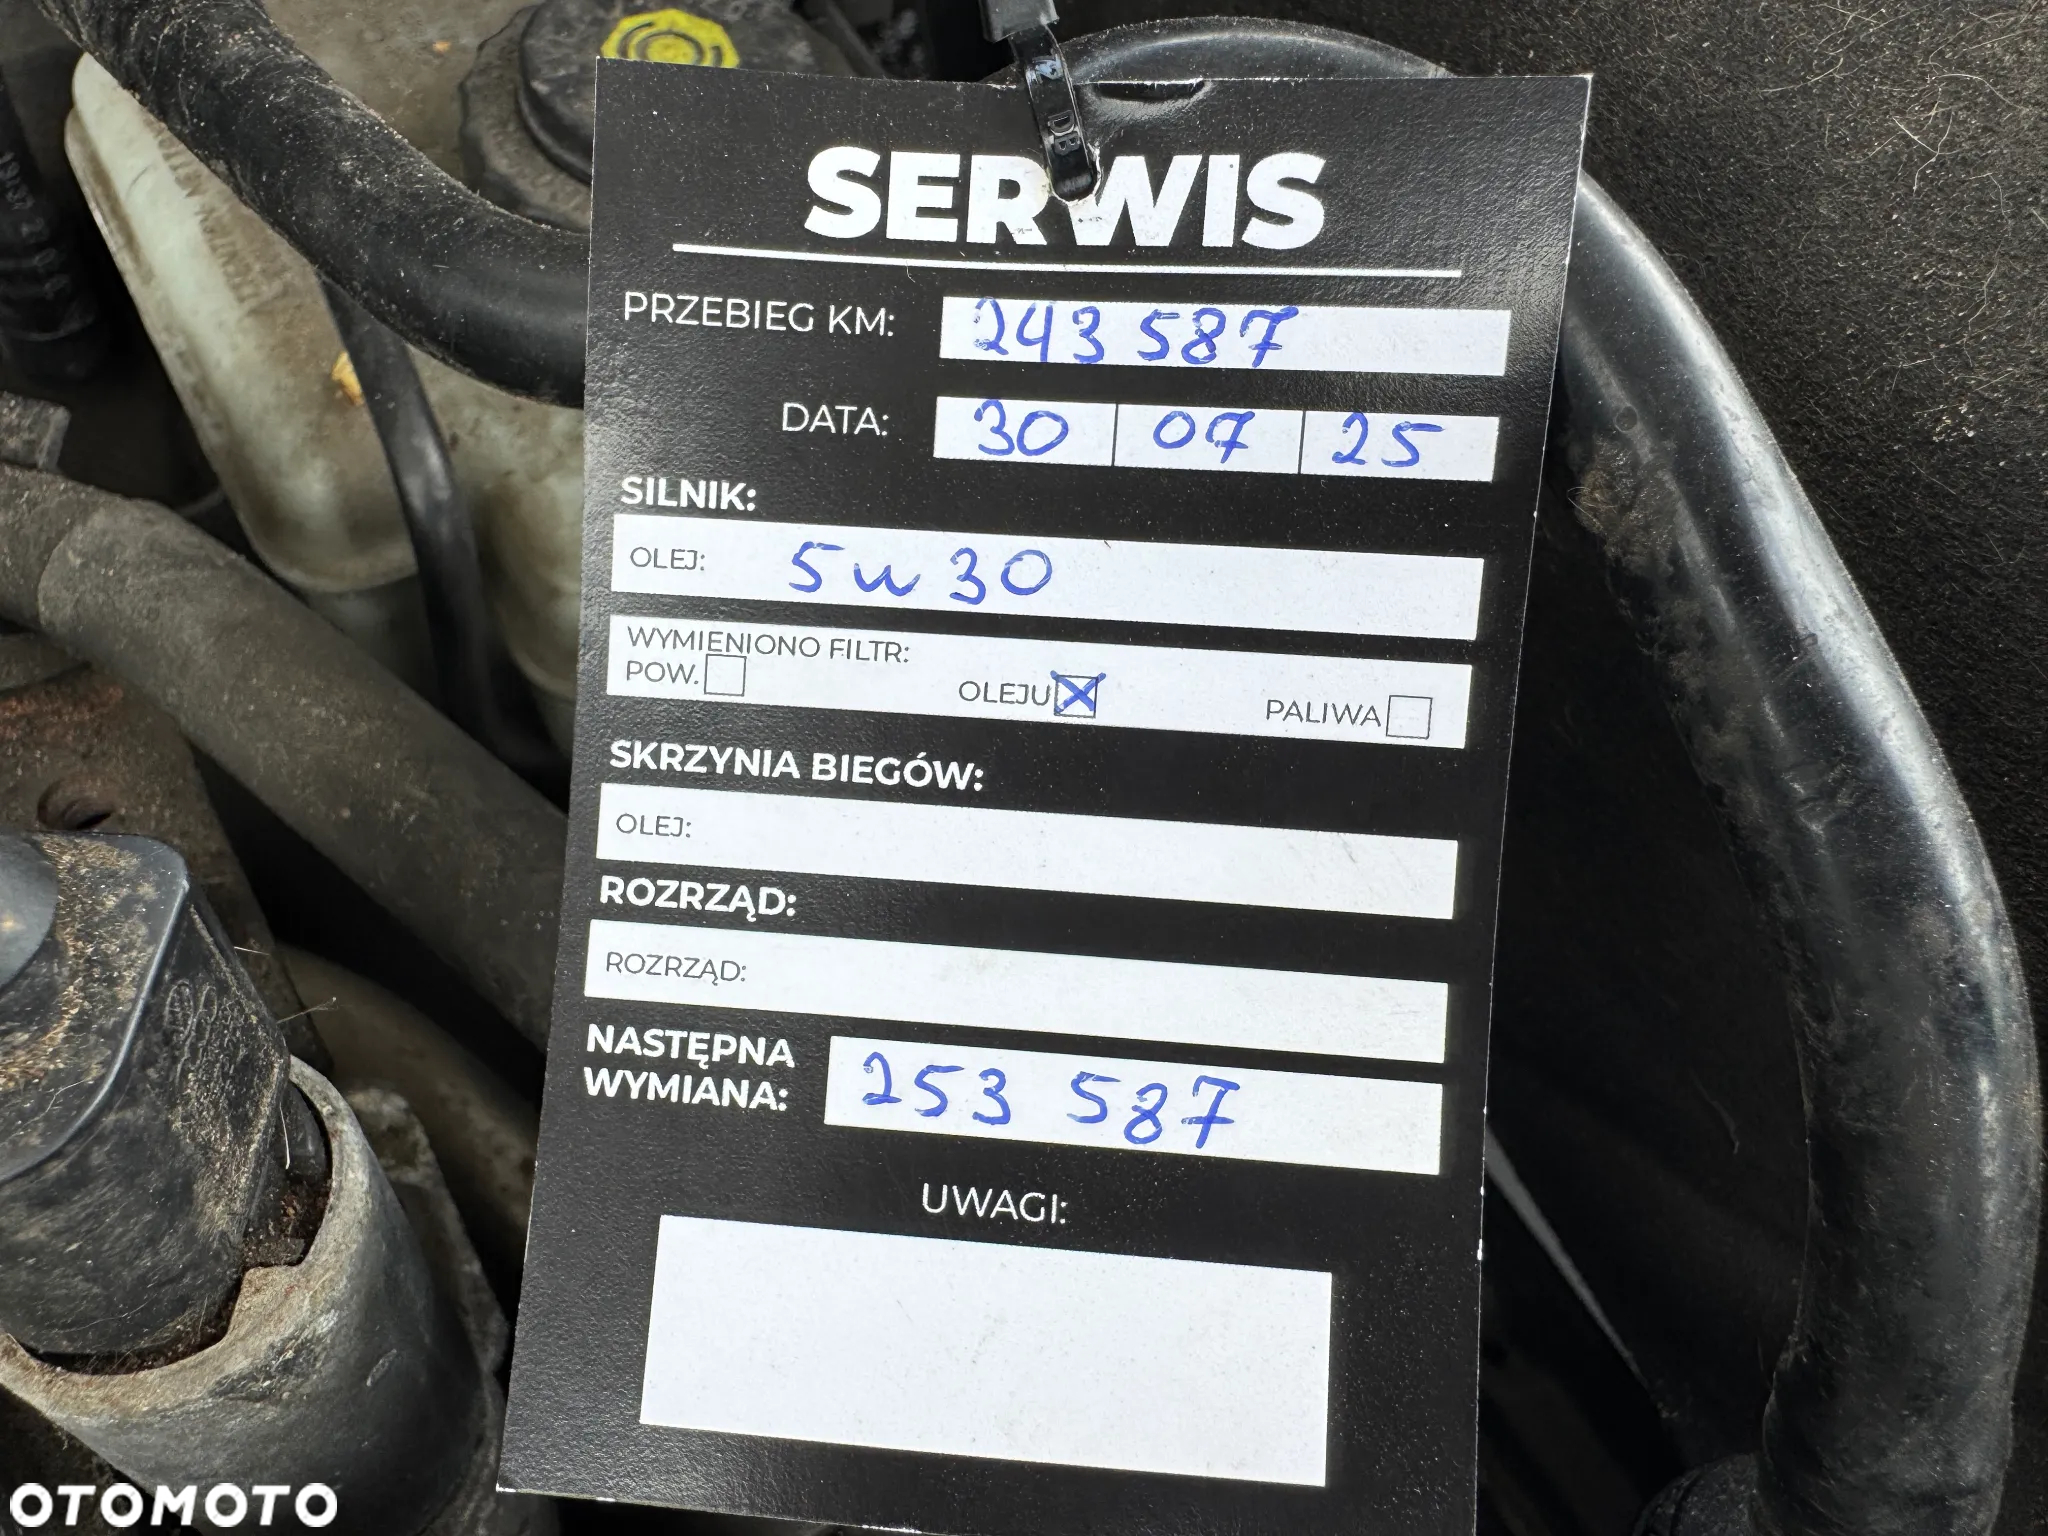 SERWIS
PRZEBIEG KM: 243 587
DATA: 30 07 25
SILNIK:
OLEJ: 5w30
WYMIENIONO FILTR:
POW. OLEJU PALIWA
SKRZYNIA BIEGÓW:
OLEJ:
ROZRZĄD:
ROZRZĄD:
NASTĘPNA
WYMIANA: 253 587
UWAGI:
OTOMOTO